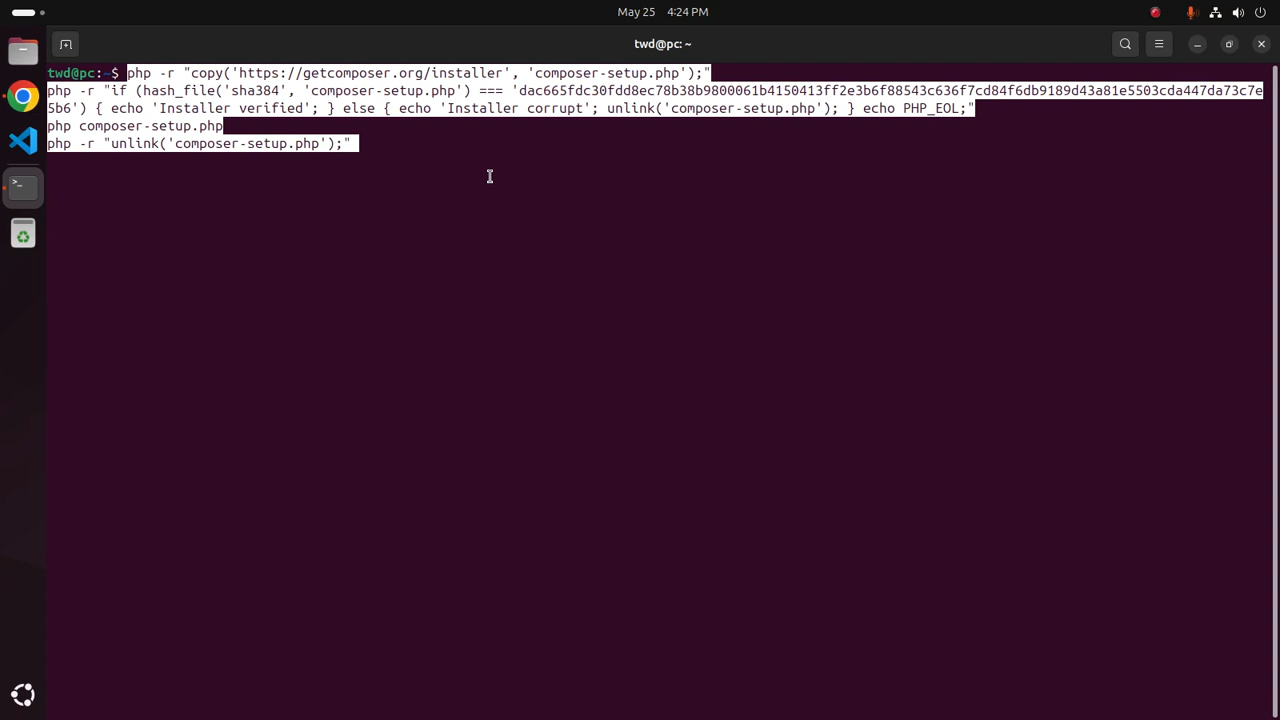 May 25 4:24 PM
twd@pc: ~
twd@pc:~$ php -r "copy('https://getcomposer.org/installer', 'composer-setup.php');"
php -r "if (hash_file('sha384', 'composer-setup.php') === 'dac665fdc30fdd8ec78b38b9800061b4150413ff2e3b6f88543c636f7cd84f6db9189d43a81e5503cda447da73c7e
5b6') { echo 'Installer verified'; } else { echo 'Installer corrupt'; unlink('composer-setup.php'); } echo PHP_EOL;"
php composer-setup.php
php -r "unlink('composer-setup.php');"